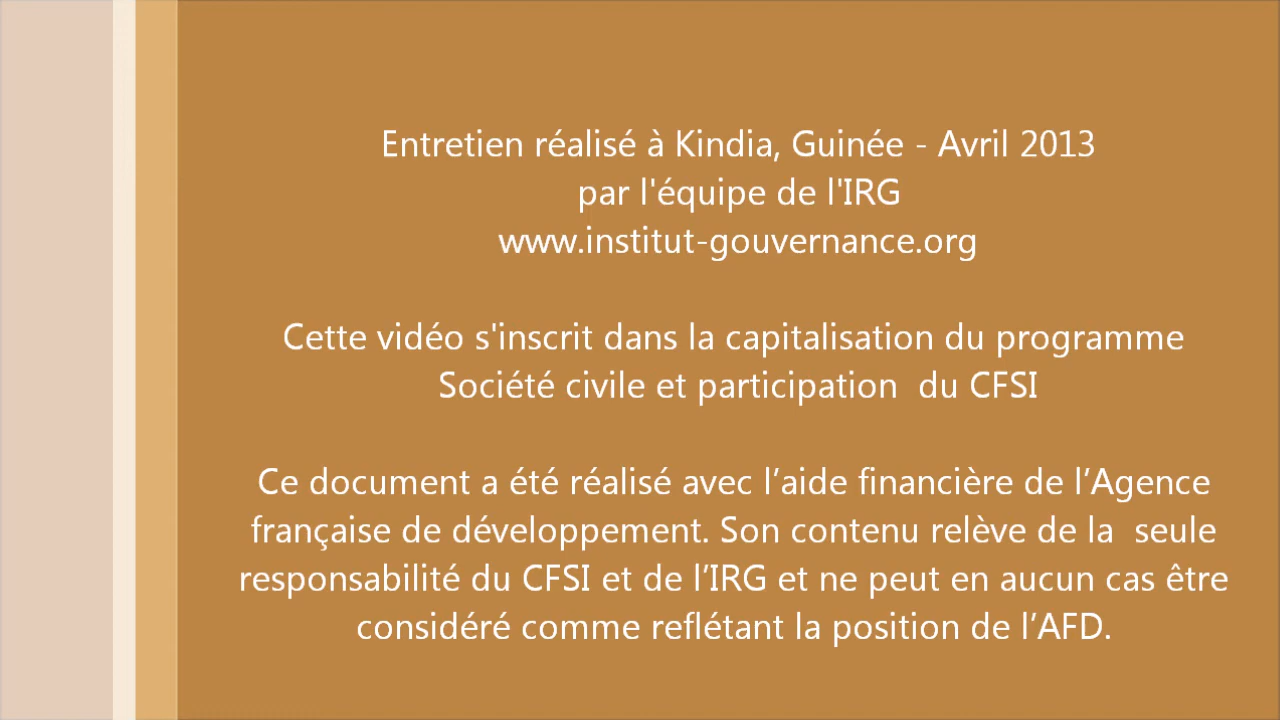 Entretien réalisé à Kindia, Guinée - Avril 2013
par l'équipe de l'IRG
www.institut-gouvernance.org
Cette vidéo s'inscrit dans la capitalisation du programme
Société civile et participation  du CFSI
Ce document a été réalisé avec l’aide financière de l’Agence
française de développement. Son contenu relève de la  seule
responsabilité du CFSI et de l’IRG et ne peut en aucun cas être
considéré comme reflétant la position de l’AFD.